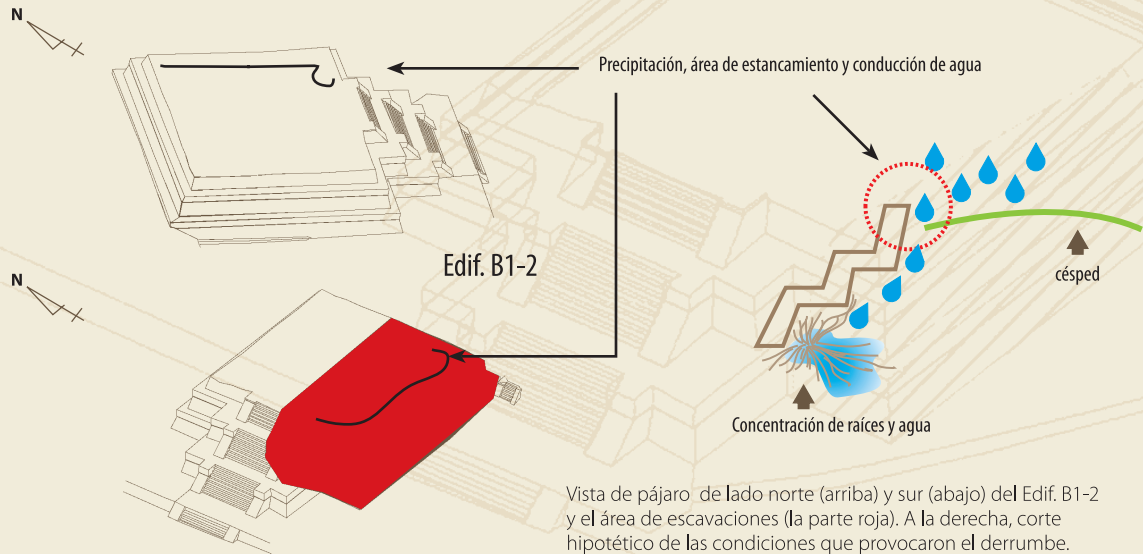 N
Precipitación, área de estancamiento y conducción de agua
Edif. B1-2
N
césped
Concentración de raíces y agua
Vista de pájaro de lado norte (arriba) y sur (abajo) del Edif. B1-2
y el área de escavaciones (la parte roja). A la derecha, corte
hipotético de las condiciones que provocaron el derrumbe.